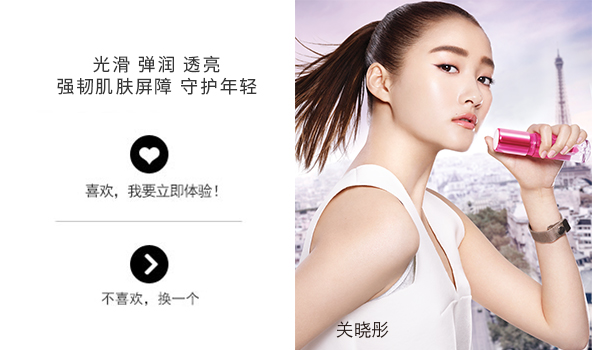 光滑 弹润 透亮
强韧肌肤屏障 守护年轻
喜欢，我要立即体验！
不喜欢，换一个
关晓彤